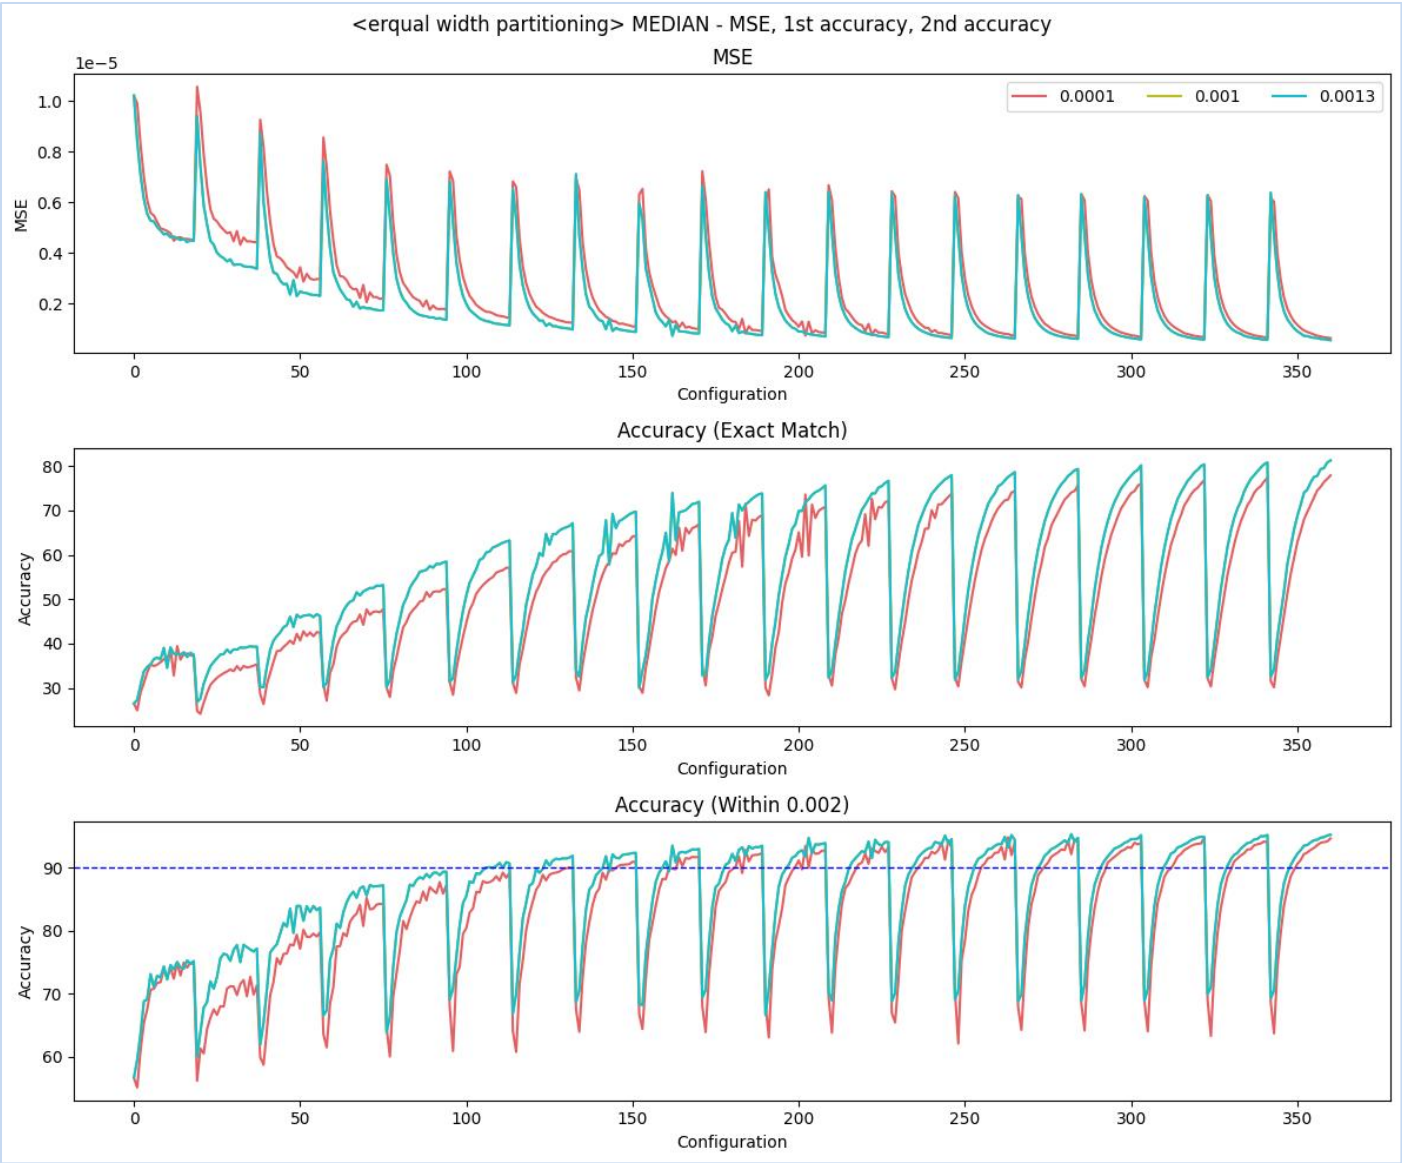 <erqual width partitioning> MEDIAN - MSE, 1st accuracy, 2nd accuracy
MSE
1e−5
0.0001 0.001 0.0013
1.0
0.8
0.6
0.4
0.2
MSE
0 50 100 150 200 250 300 350
Configuration
Accuracy (Exact Match)
80
70
60
50
40
30
Accuracy
0 50 100 150 200 250 300 350
Configuration
Accuracy (Within 0.002)
90
80
70
60
Accuracy
0 50 100 150 200 250 300 350
Configuration